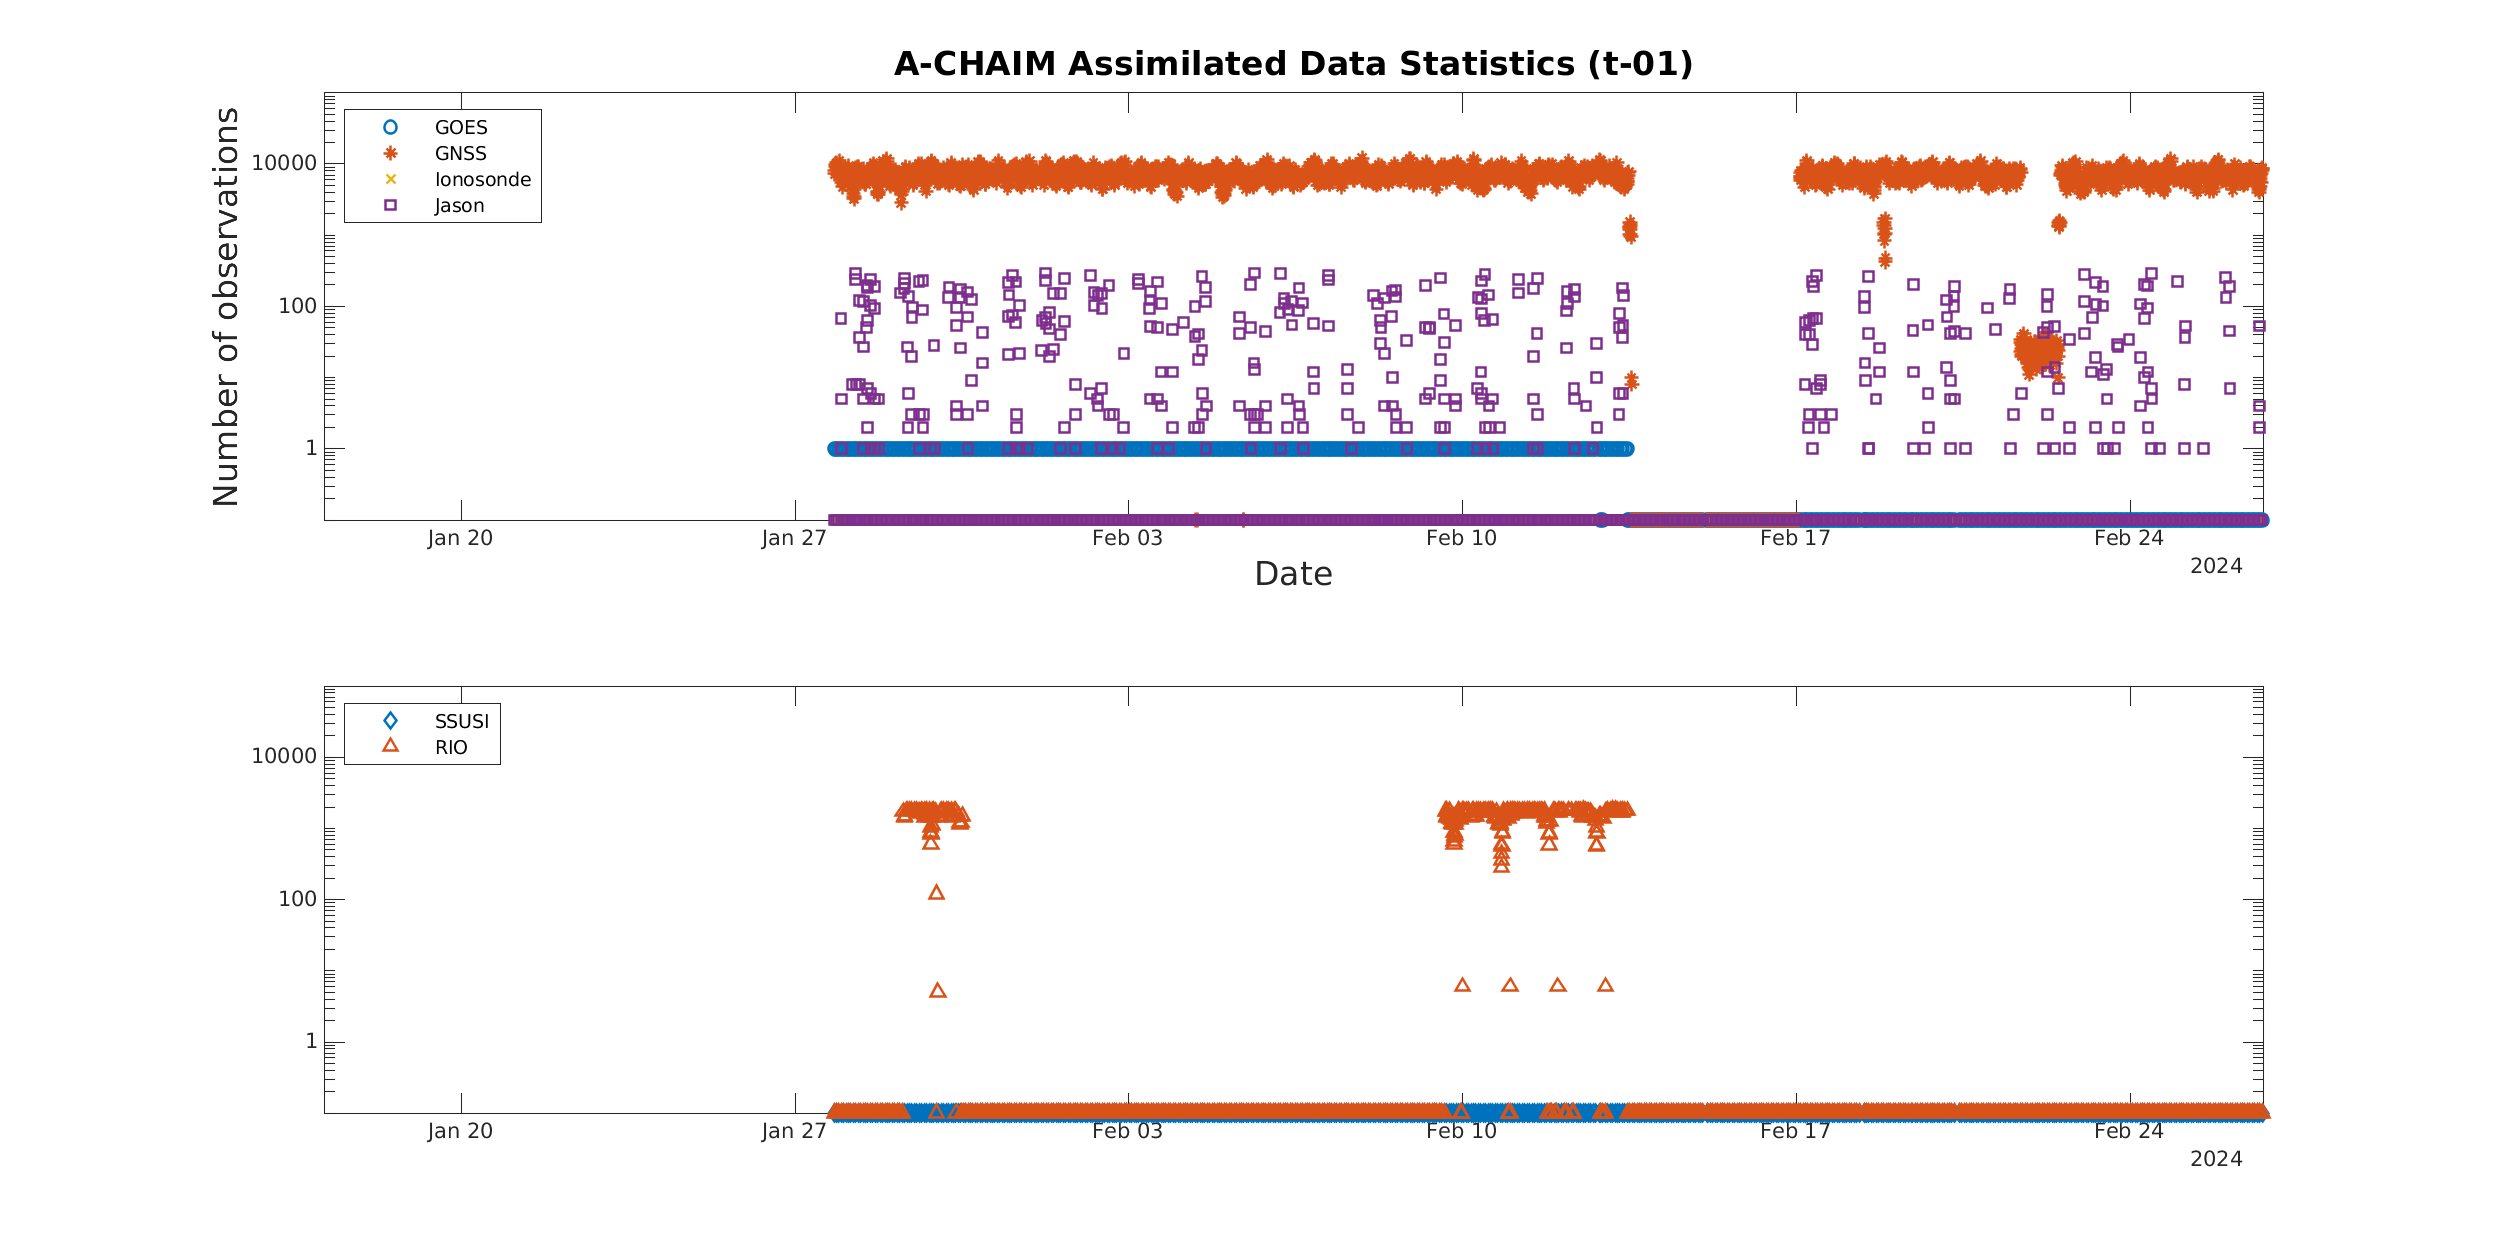 A-CHAIM Assimilated Data Statistics (t-01)
Number of observations
10000
100
1
GOES
GNSS
Ionosonde
Jason
Jan 20
Jan 27
Feb 03
Feb 10
Feb 17
Feb 24
2024
Date
10000
100
1
SSUSI
RIO
Jan 20
Jan 27
Feb 03
Feb 10
Feb 17
Feb 24
2024